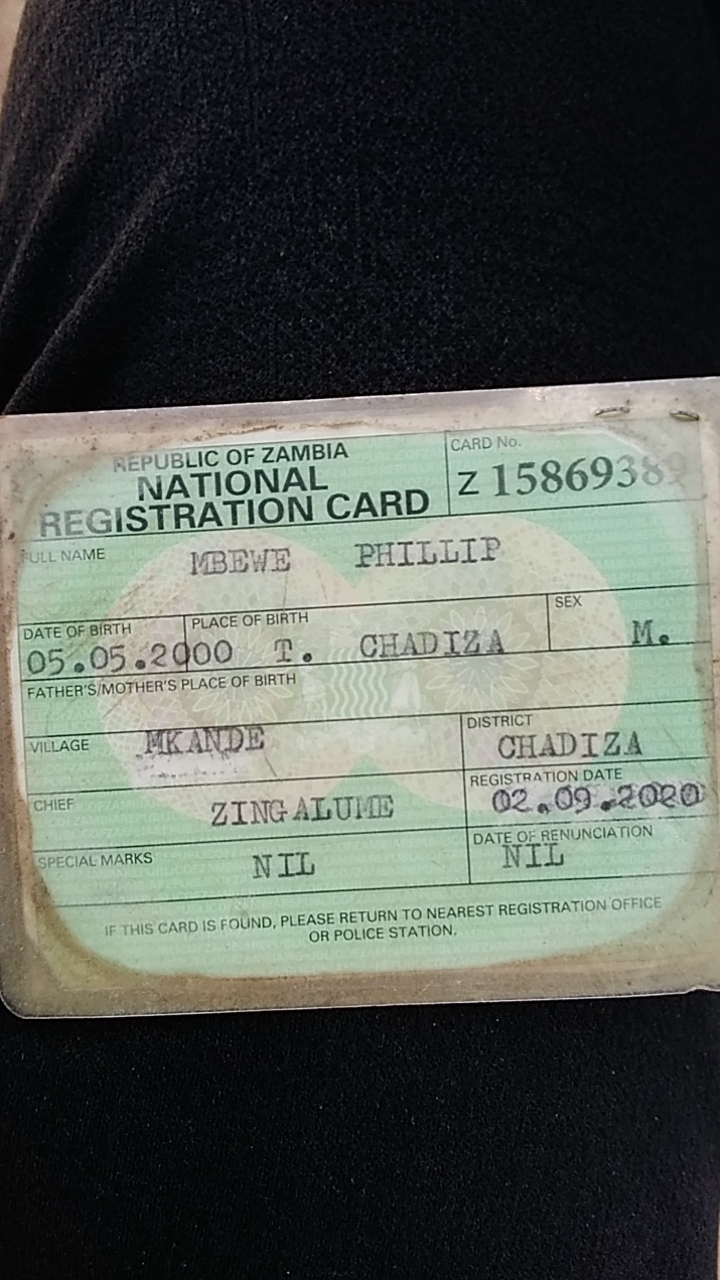 REPUBLIC OF ZAMBIA
NATIONAL
REGISTRATION CARD
CARD No.
Z 15869389
FULL NAME
MBEWE PHILLIP
DATE OF BIRTH
05.05.2000
PLACE OF BIRTH
T. CHADIZA
SEX
M.
FATHER'S/MOTHER'S PLACE OF BIRTH
VILLAGE
MKANDE
DISTRICT
CHADIZA
CHIEF
ZINGALUME
REGISTRATION DATE
02.09.2020
SPECIAL MARKS
NIL
DATE OF RENUNCIATION
NIL
IF THIS CARD IS FOUND, PLEASE RETURN TO NEAREST REGISTRATION OFFICE
OR POLICE STATION.